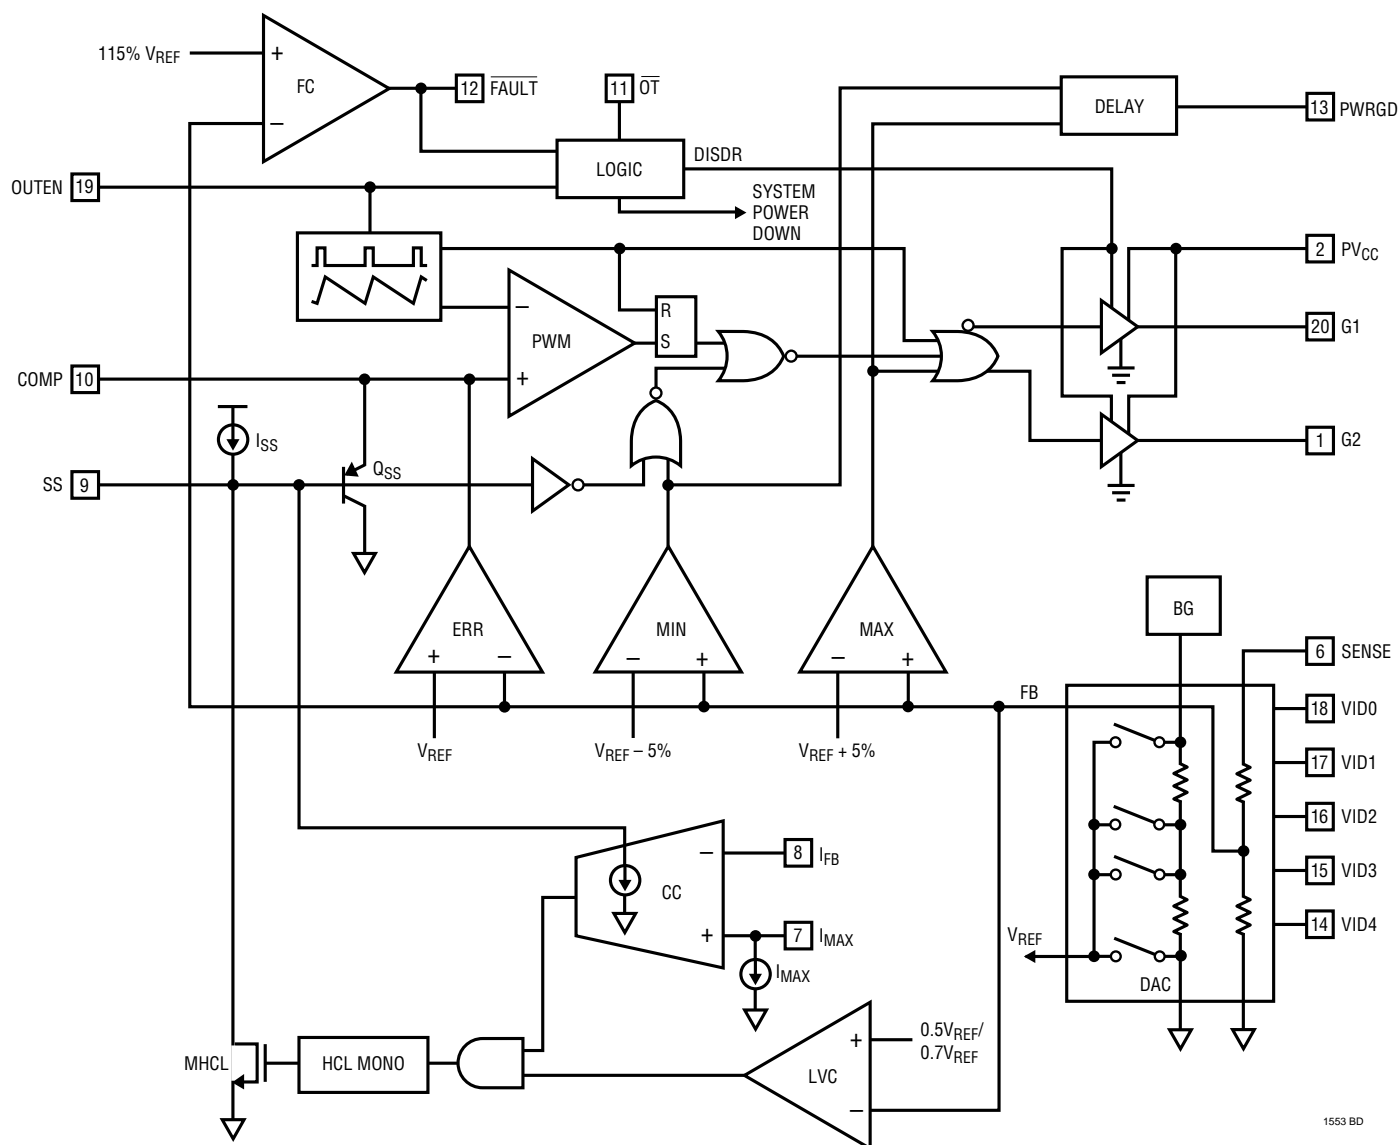 115% VREF
+
FC
−
12 FAULT
11 OT
DELAY
13 PWRGD
OUTEN 19
LOGIC
DISDR
SYSTEM
POWER
DOWN
2 PVCC
−
PWM
+
R
S
20 G1
COMP 10
ISS
QSS
1 G2
SS 9
ERR
+ −
MIN
− +
MAX
− +
BG
6 SENSE
FB
18 VID0
VREF
VREF – 5%
VREF + 5%
17 VID1
16 VID2
15 VID3
14 VID4
−
CC
+
8 IFB
7 IMAX
IMAX
VREF
DAC
MHCL
HCL MONO
+
LVC
−
0.5VREF/
0.7VREF
1553 BD